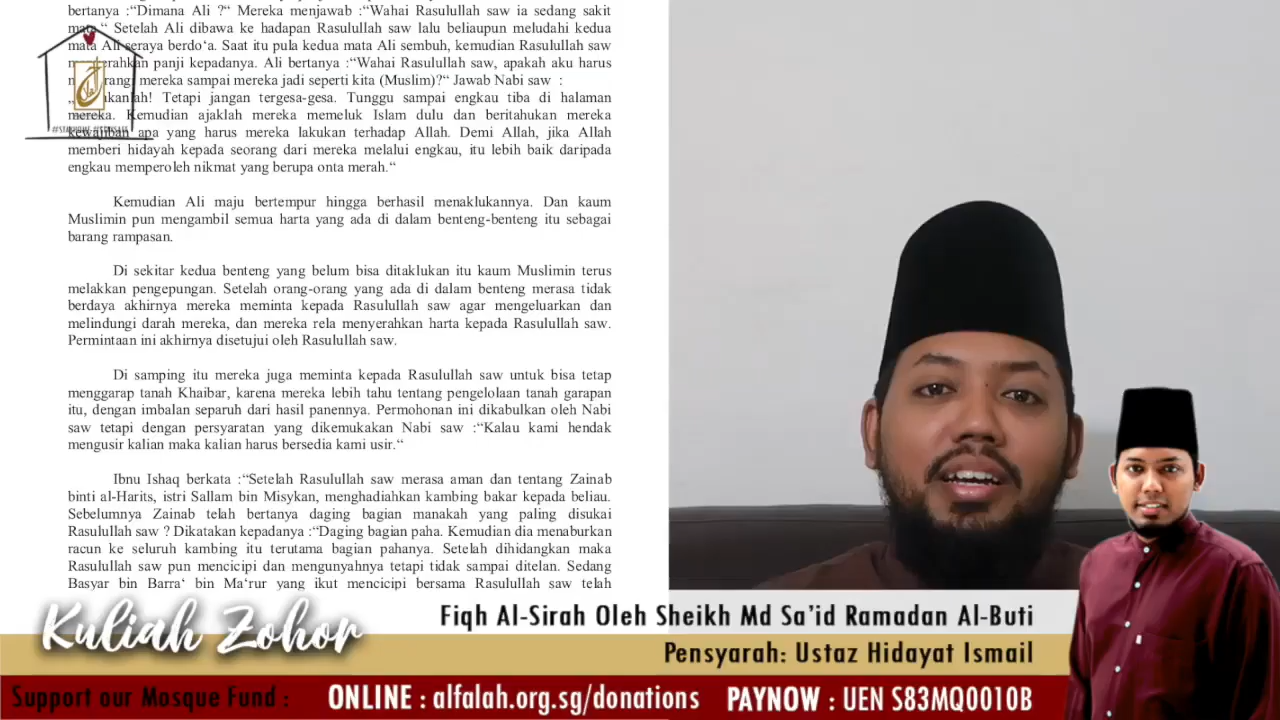 bertanya :“Dimana Ali ?“ Mereka menjawab :“Wahai Rasulullah saw ia sedang sakit
mata.“ Setelah Ali dibawa ke hadapan Rasulullah saw lalu beliaupun meludahi kedua
mata Ali seraya berdo‘a. Saat itu pula kedua mata Ali sembuh, kemudian Rasulullah saw
kepadanya. Ali bertanya :“Wahai Rasulullah saw, apakah aku harus
mereka sampai mereka jadi seperti kita (Muslim)?“ Jawab Nabi saw :
Tetapi jangan tergesa-gesa. Tunggu sampai engkau tiba di halaman
mereka. Kemudian ajaklah mereka memeluk Islam dulu dan beritahukan mereka
kewajiban apa yang harus mereka lakukan terhadap Allah. Demi Allah, jika Allah
memberi hidayah kepada seorang dari mereka melalui engkau, itu lebih baik daripada
engkau memperoleh nikmat yang berupa onta merah.“
Kemudian Ali maju bertempur hingga berhasil menaklukannya. Dan kaum
Muslimin pun mengambil semua harta yang ada di dalam benteng-benteng itu sebagai
barang rampasan.
Di sekitar kedua benteng yang belum bisa ditaklukan itu kaum Muslimin terus
melakkan pengepungan. Setelah orang-orang yang ada di dalam benteng merasa tidak
berdaya akhirnya mereka meminta kepada Rasulullah saw agar mengeluarkan dan
melindungi darah mereka, dan mereka rela menyerahkan harta kepada Rasulullah saw.
Permintaan ini akhirnya disetujui oleh Rasulullah saw.
Di samping itu mereka juga meminta kepada Rasulullah saw untuk bisa tetap
menggarap tanah Khaibar, karena mereka lebih tahu tentang pengelolaan tanah garapan
itu, dengan imbalan separuh dari hasil panennya. Permohonan ini dikabulkan oleh Nabi
saw tetapi dengan persyaratan yang dikemukakan Nabi saw :“Kalau kami hendak
mengusir kalian maka kalian harus bersedia kami usir.“
Ibnu Ishaq berkata :“Setelah Rasulullah saw merasa aman dan tentang Zainab
binti al-Harits, istri Sallam bin Misykan, menghadiahkan kambing bakar kepada beliau.
Sebelumnya Zainab telah bertanya daging bagian manakah yang paling disukai
Rasulullah saw ? Dikatakan kepadanya :“Daging bagian paha. Kemudian dia menaburkan
racun ke seluruh kambing itu terutama bagian pahanya. Setelah dihidangkan maka
Rasulullah saw pun mencicipi dan mengunyahnya tetapi tidak sampai ditelan. Sedang
Basyar bin Barra‘ bin Ma‘rur yang ikut mencicipi bersama Rasulullah saw telah
Kuliah Zohor
Fiqh Al-Sirah Oleh Sheikh Md Sa’id Ramadan Al-Buti
Pensyarah: Ustaz Hidayat Ismail
Support our Mosque Fund : ONLINE : alfalah.org.sg/donations PAYNOW : UEN S83MQ0010B